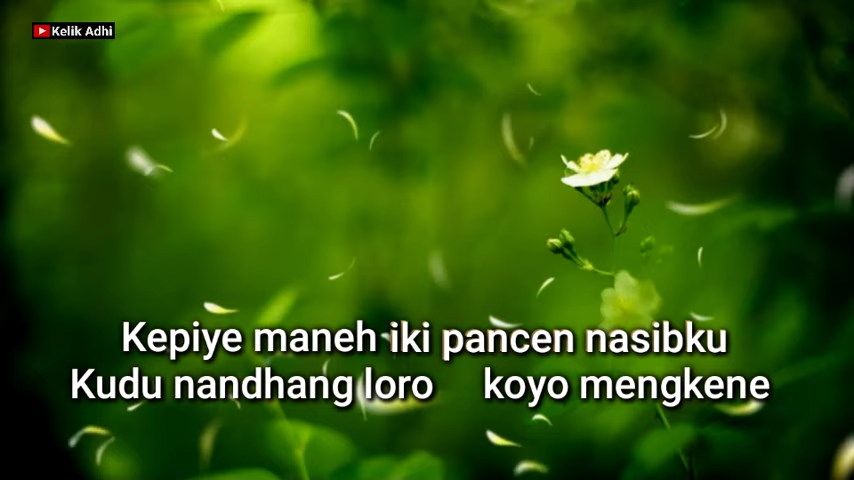 Kelik Adhi
Kepiye maneh iki pancen nasibku
Kudu nandhang loro koyo mengkene